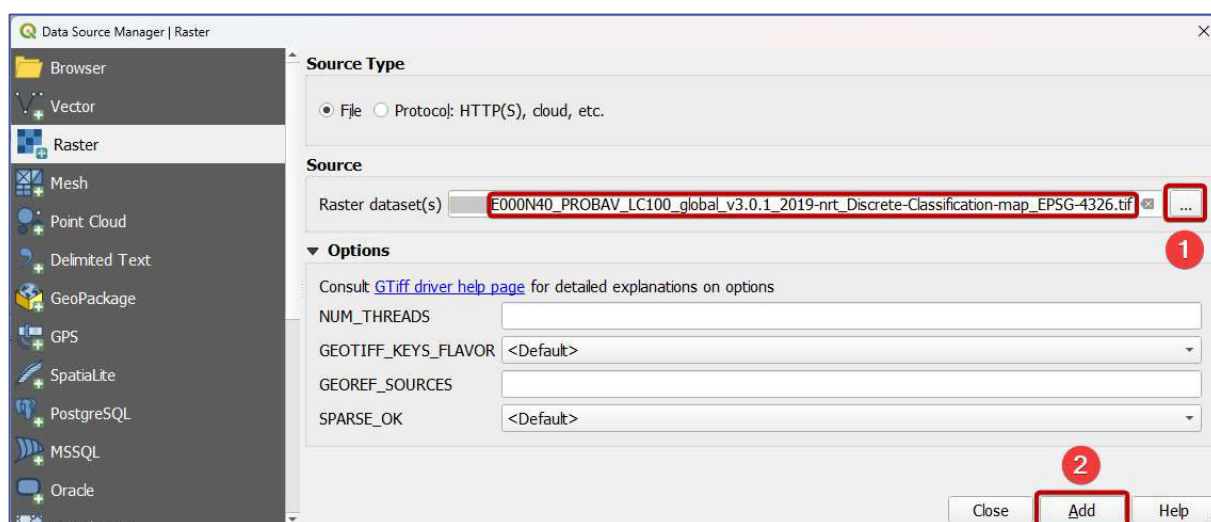 Data Source Manager | Raster
Browser
Vector
Raster
Mesh
Point Cloud
Delimited Text
GeoPackage
GPS
SpatiaLite
PostgreSQL
MSSQL
Oracle
Source Type
File Protocol: HTTP(S), cloud, etc.
Source
Raster dataset(s) E000N40_PROBAV_LC100_global_v3.0.1_2019-nrt_Discrete-Classification-map_EPSG-4326.tif ...
1
Options
Consult GTiff driver help page for detailed explanations on options
NUM_THREADS
GEOTIFF_KEYS_FLAVOR <Default>
GEOREF_SOURCES
SPARSE_OK <Default>
2
Close Add Help